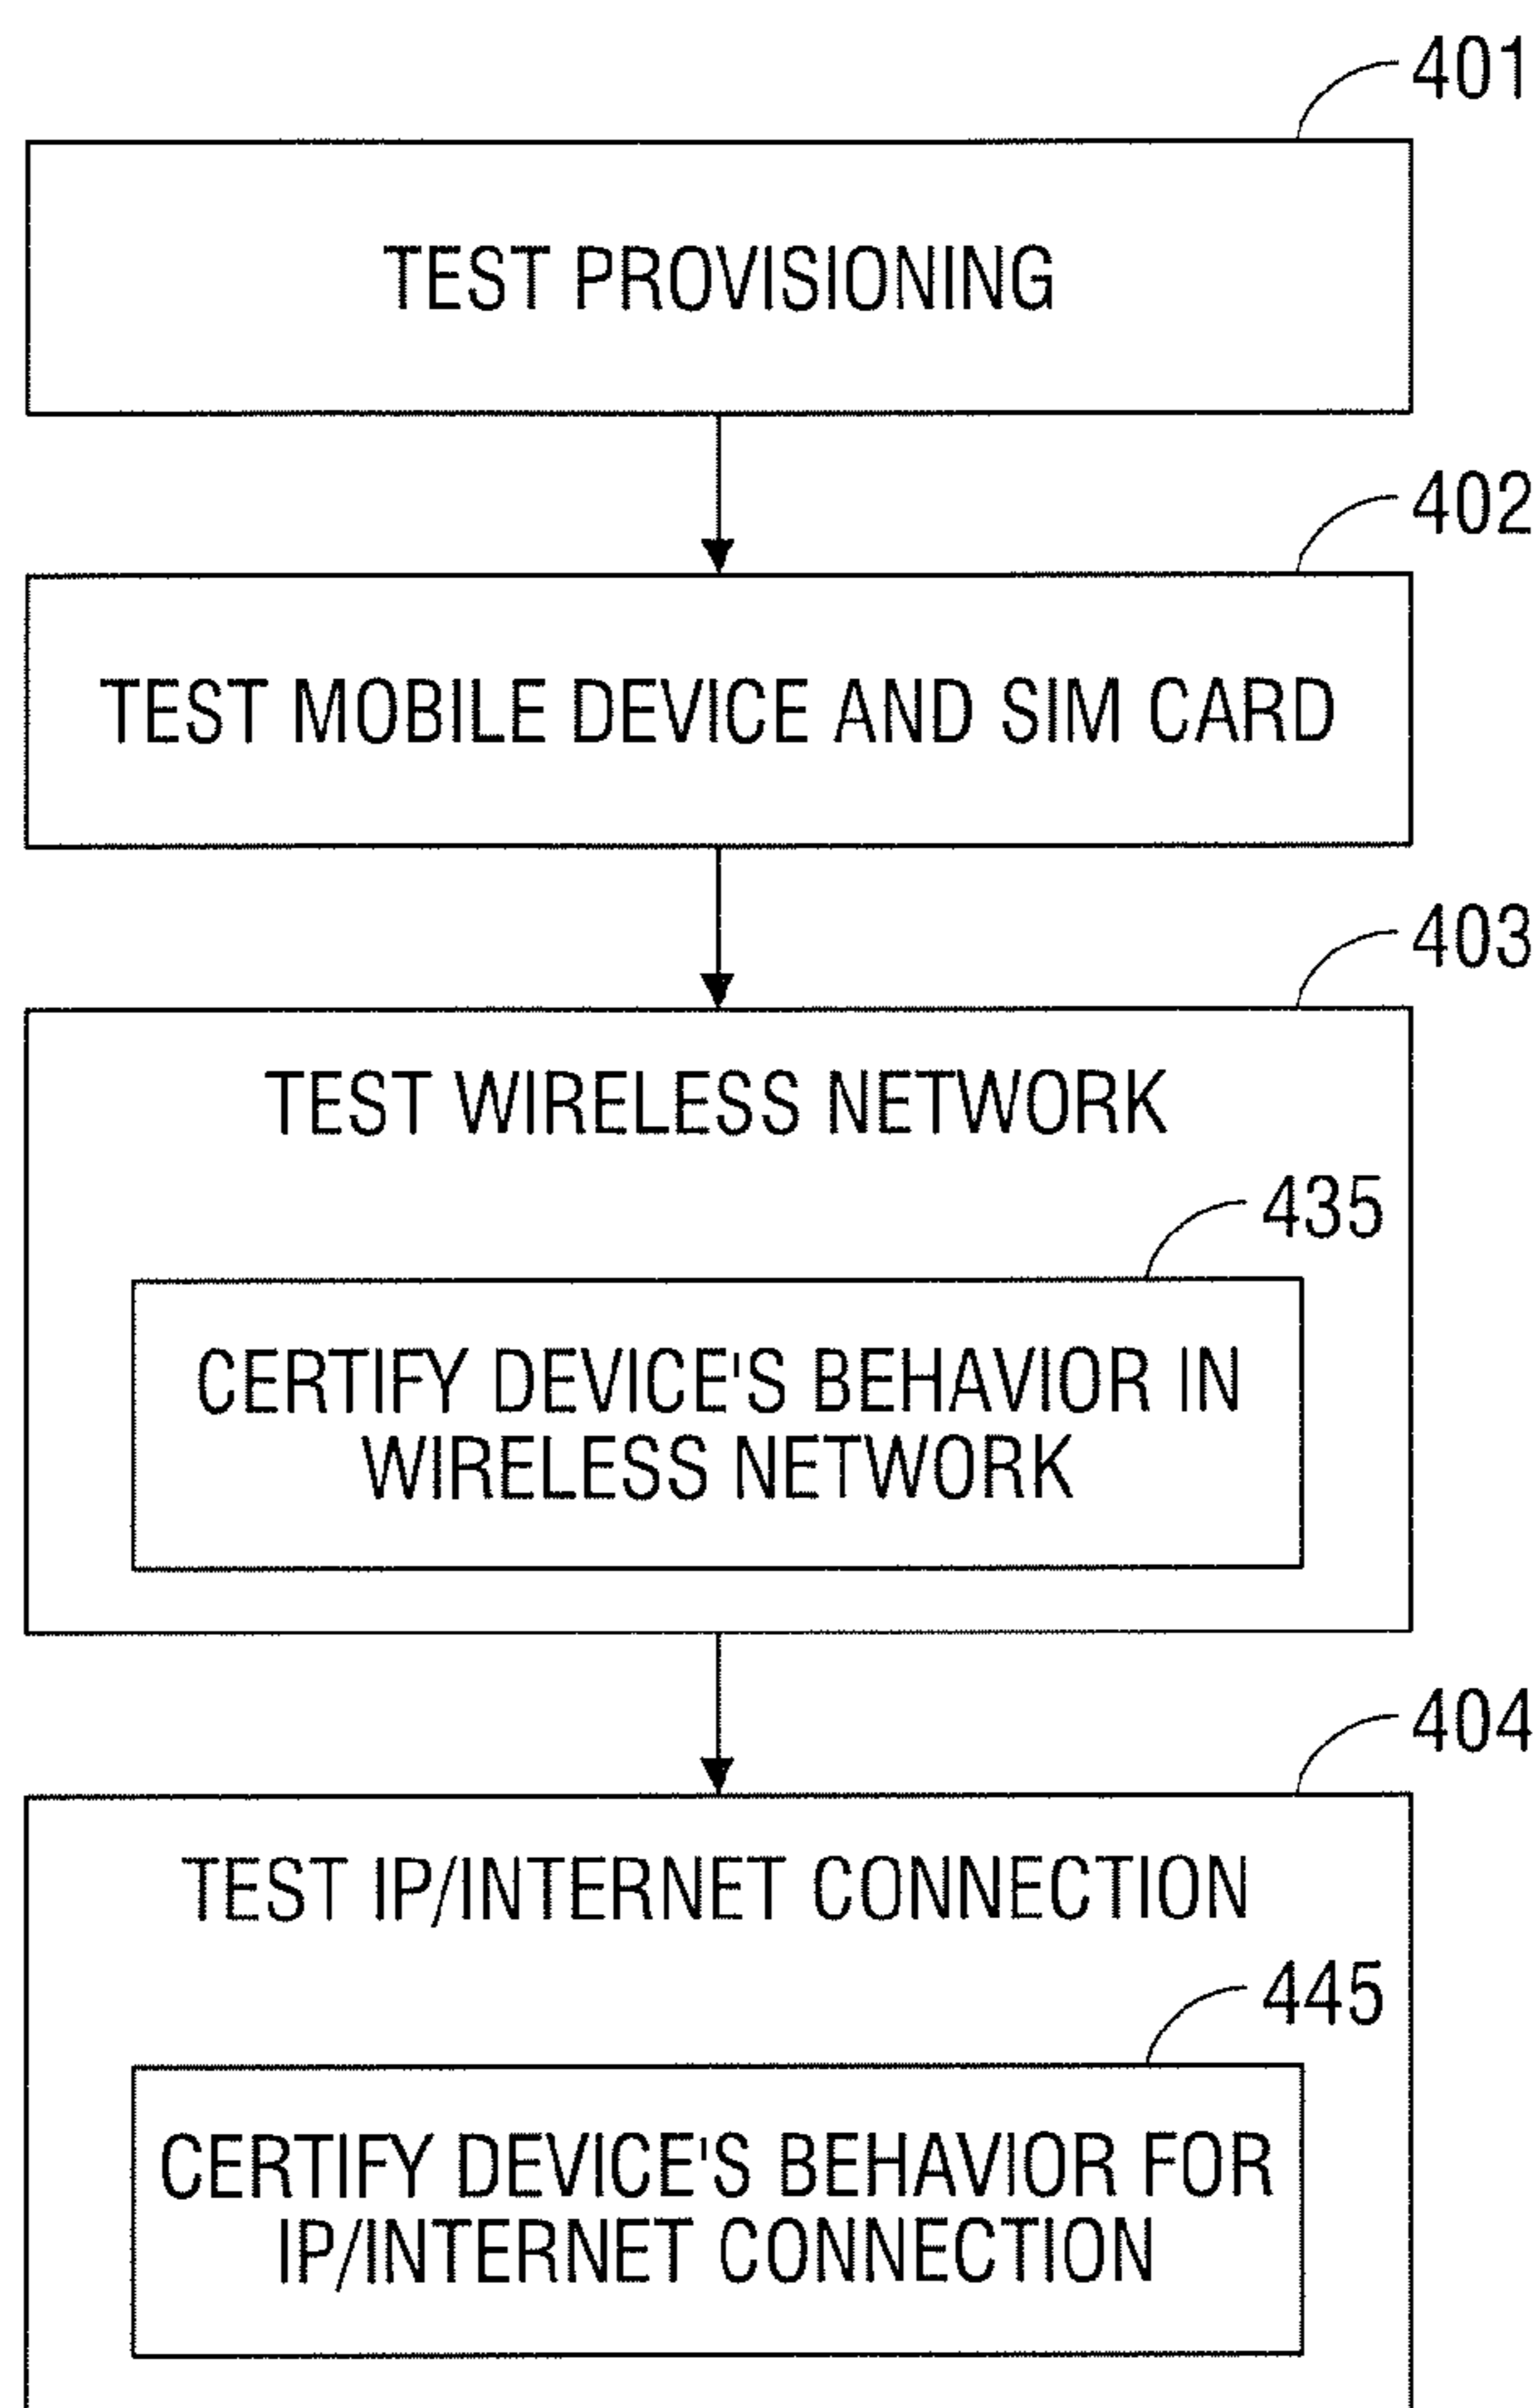 401
TEST PROVISIONING
402
TEST MOBILE DEVICE AND SIM CARD
403
TEST WIRELESS NETWORK
435
CERTIFY DEVICE'S BEHAVIOR IN
WIRELESS NETWORK
404
TEST IP/INTERNET CONNECTION
445
CERTIFY DEVICE'S BEHAVIOR FOR
IP/INTERNET CONNECTION